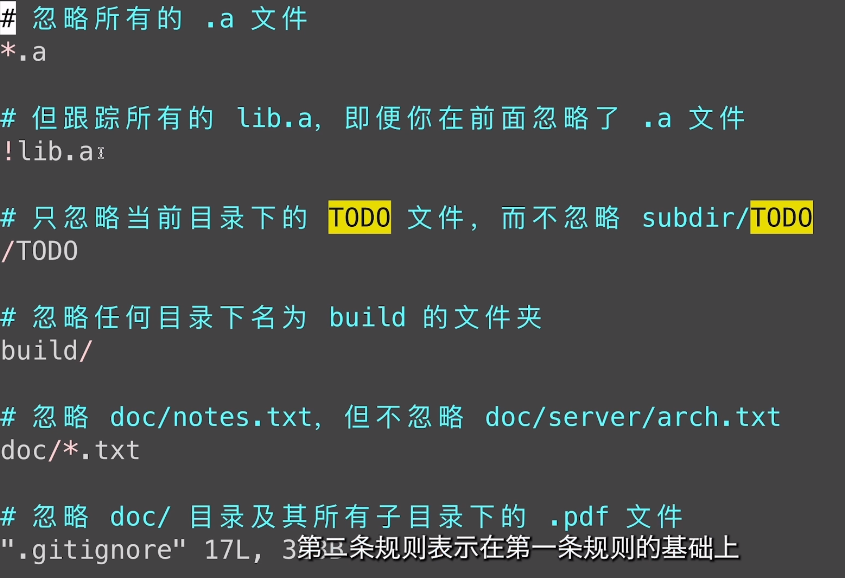 # 忽略所有的 .a 文件
*.a
# 但跟踪所有的 lib.a, 即便你在前面忽略了 .a 文件
!lib.a
# 只忽略当前目录下的 TODO 文件, 而不忽略 subdir/TODO
/TODO
# 忽略任何目录下名为 build 的文件夹
build/
# 忽略 doc/notes.txt, 但不忽略 doc/server/arch.txt
doc/*.txt
# 忽略 doc/ 目录及其所有子目录下的 .pdf 文件
".gitignore" 17L,
第二条规则表示在第一条规则的基础上